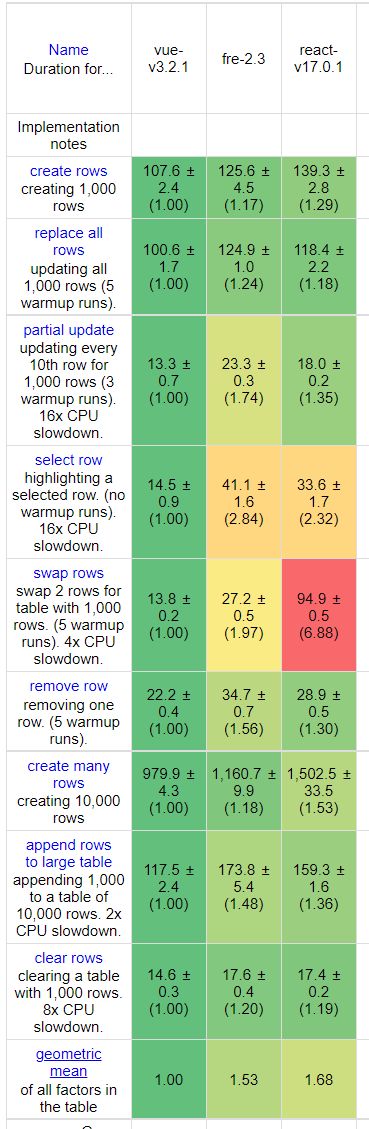 Name
Duration for...
vue-
v3.2.1
fre-2.3
react-
v17.0.1
Implementation
notes
create rows
creating 1,000
rows
107.6 ±
2.4
(1.00)
125.6 ±
4.5
(1.17)
139.3 ±
2.8
(1.29)
replace all
rows
updating all
1,000 rows (5
warmup runs).
100.6 ±
1.7
(1.00)
124.9 ±
1.0
(1.24)
118.4 ±
2.2
(1.18)
partial update
updating every
10th row for
1,000 rows (3
warmup runs).
16x CPU
slowdown.
13.3 ±
0.7
(1.00)
23.3 ±
0.3
(1.74)
18.0 ±
0.2
(1.35)
select row
highlighting a
selected row. (no
warmup runs).
16x CPU
slowdown.
14.5 ±
0.9
(1.00)
41.1 ±
1.6
(2.84)
33.6 ±
1.7
(2.32)
swap rows
swap 2 rows for
table with 1,000
rows. (5 warmup
runs). 4x CPU
slowdown.
13.8 ±
0.2
(1.00)
27.2 ±
0.5
(1.97)
94.9 ±
0.5
(6.88)
remove row
removing one
row. (5 warmup
runs).
22.2 ±
0.4
(1.00)
34.7 ±
0.7
(1.56)
28.9 ±
0.5
(1.30)
create many
rows
creating 10,000
rows
979.9 ±
4.3
(1.00)
1,160.7 ±
9.9
(1.18)
1,502.5 ±
33.5
(1.53)
append rows
to large table
appending 1,000
to a table of
10,000 rows. 2x
CPU slowdown.
117.5 ±
2.4
(1.00)
173.8 ±
5.4
(1.48)
159.3 ±
1.6
(1.36)
clear rows
clearing a table
with 1,000 rows.
8x CPU
slowdown.
14.6 ±
0.3
(1.00)
17.6 ±
0.4
(1.20)
17.4 ±
0.2
(1.19)
geometric
mean
of all factors in
the table
1.00
1.53
1.68